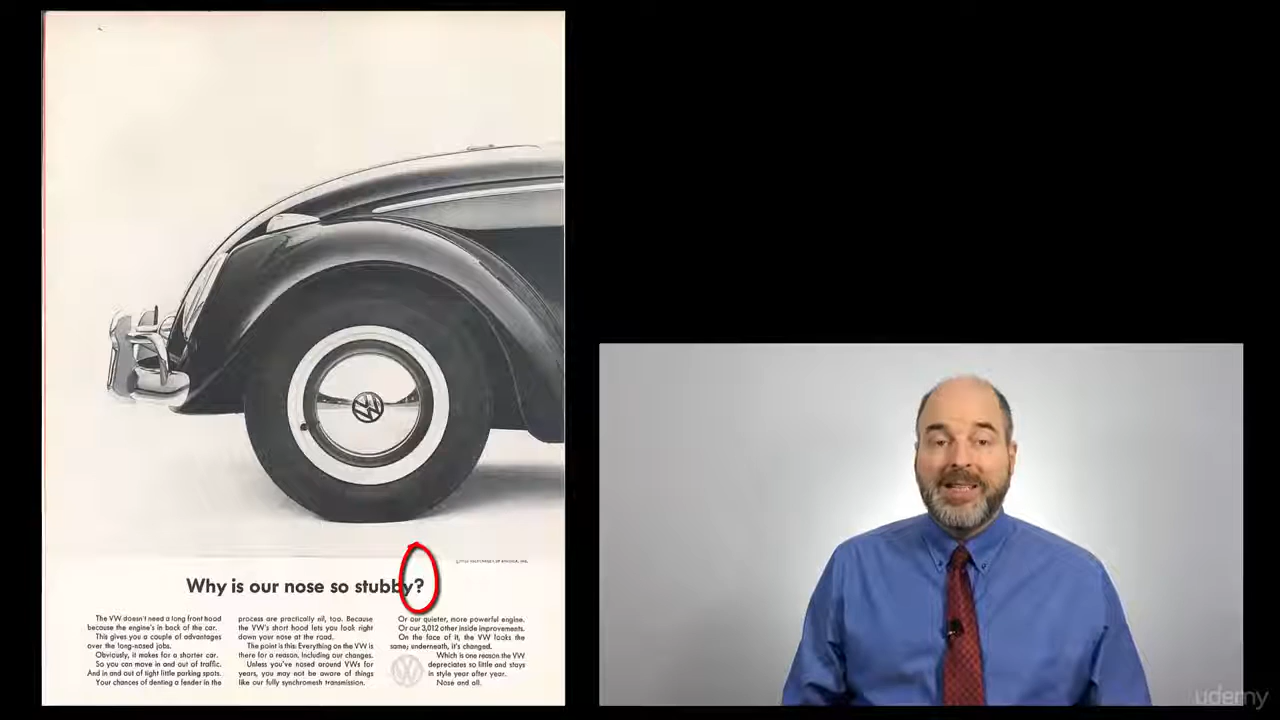 Why is our nose so stubby?
The VW doesn't need a long front hood
because the engine's in back of the car.
This gives you a couple of advantages
over the long-nosed jobs.
Obviously, it makes for a shorter car.
So you can move in and out of traffic.
And in and out of tight little parking spots.
Your chances of denting a fender in the
process are practically nil, too. Because
the VW's short hood lets you look right
down your nose at the road.
The point is this: Everything on the VW is
there for a reason. Including our changes.
Unless you've nosed around VWs for
years, you may not be aware of things
like our fully synchromesh transmission.
Or our quieter, more powerful engine.
Or our 3,012 other inside improvements.
On the face of it, the VW looks the
same; underneath, it's changed.
Which is one reason the VW
depreciates so little and stays
in style year after year.
Nose and all.
udemy